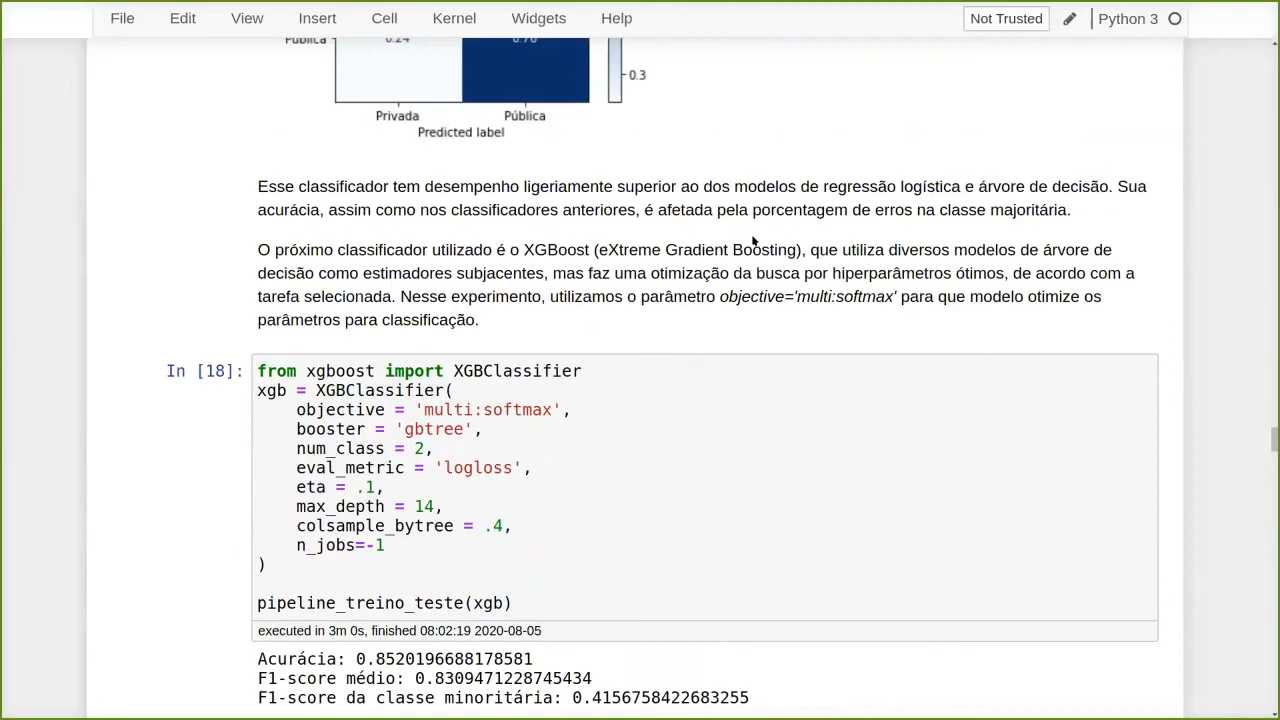 File Edit View Insert Cell Kernel Widgets Help Not Trusted Python 3
Pública 0.24 0.76
0.3
Privada Pública
Predicted label
Esse classificador tem desempenho ligeriamente superior ao dos modelos de regressão logística e árvore de decisão. Sua
acurácia, assim como nos classificadores anteriores, é afetada pela porcentagem de erros na classe majoritária.
O próximo classificador utilizado é o XGBoost (eXtreme Gradient Boosting), que utiliza diversos modelos de árvore de
decisão como estimadores subjacentes, mas faz uma otimização da busca por hiperparâmetros ótimos, de acordo com a
tarefa selecionada. Nesse experimento, utilizamos o parâmetro objective='multi:softmax' para que modelo otimize os
parâmetros para classificação.
In [18]: from xgboost import XGBClassifier
xgb = XGBClassifier(
objective = 'multi:softmax',
booster = 'gbtree',
num_class = 2,
eval_metric = 'logloss',
eta = .1,
max_depth = 14,
colsample_bytree = .4,
n_jobs=-1
)
pipeline_treino_teste(xgb)
executed in 3m 0s, finished 08:02:19 2020-08-05
Acurácia: 0.8520196688178581
F1-score médio: 0.8309471228745434
F1-score da classe minoritária: 0.4156758422683255